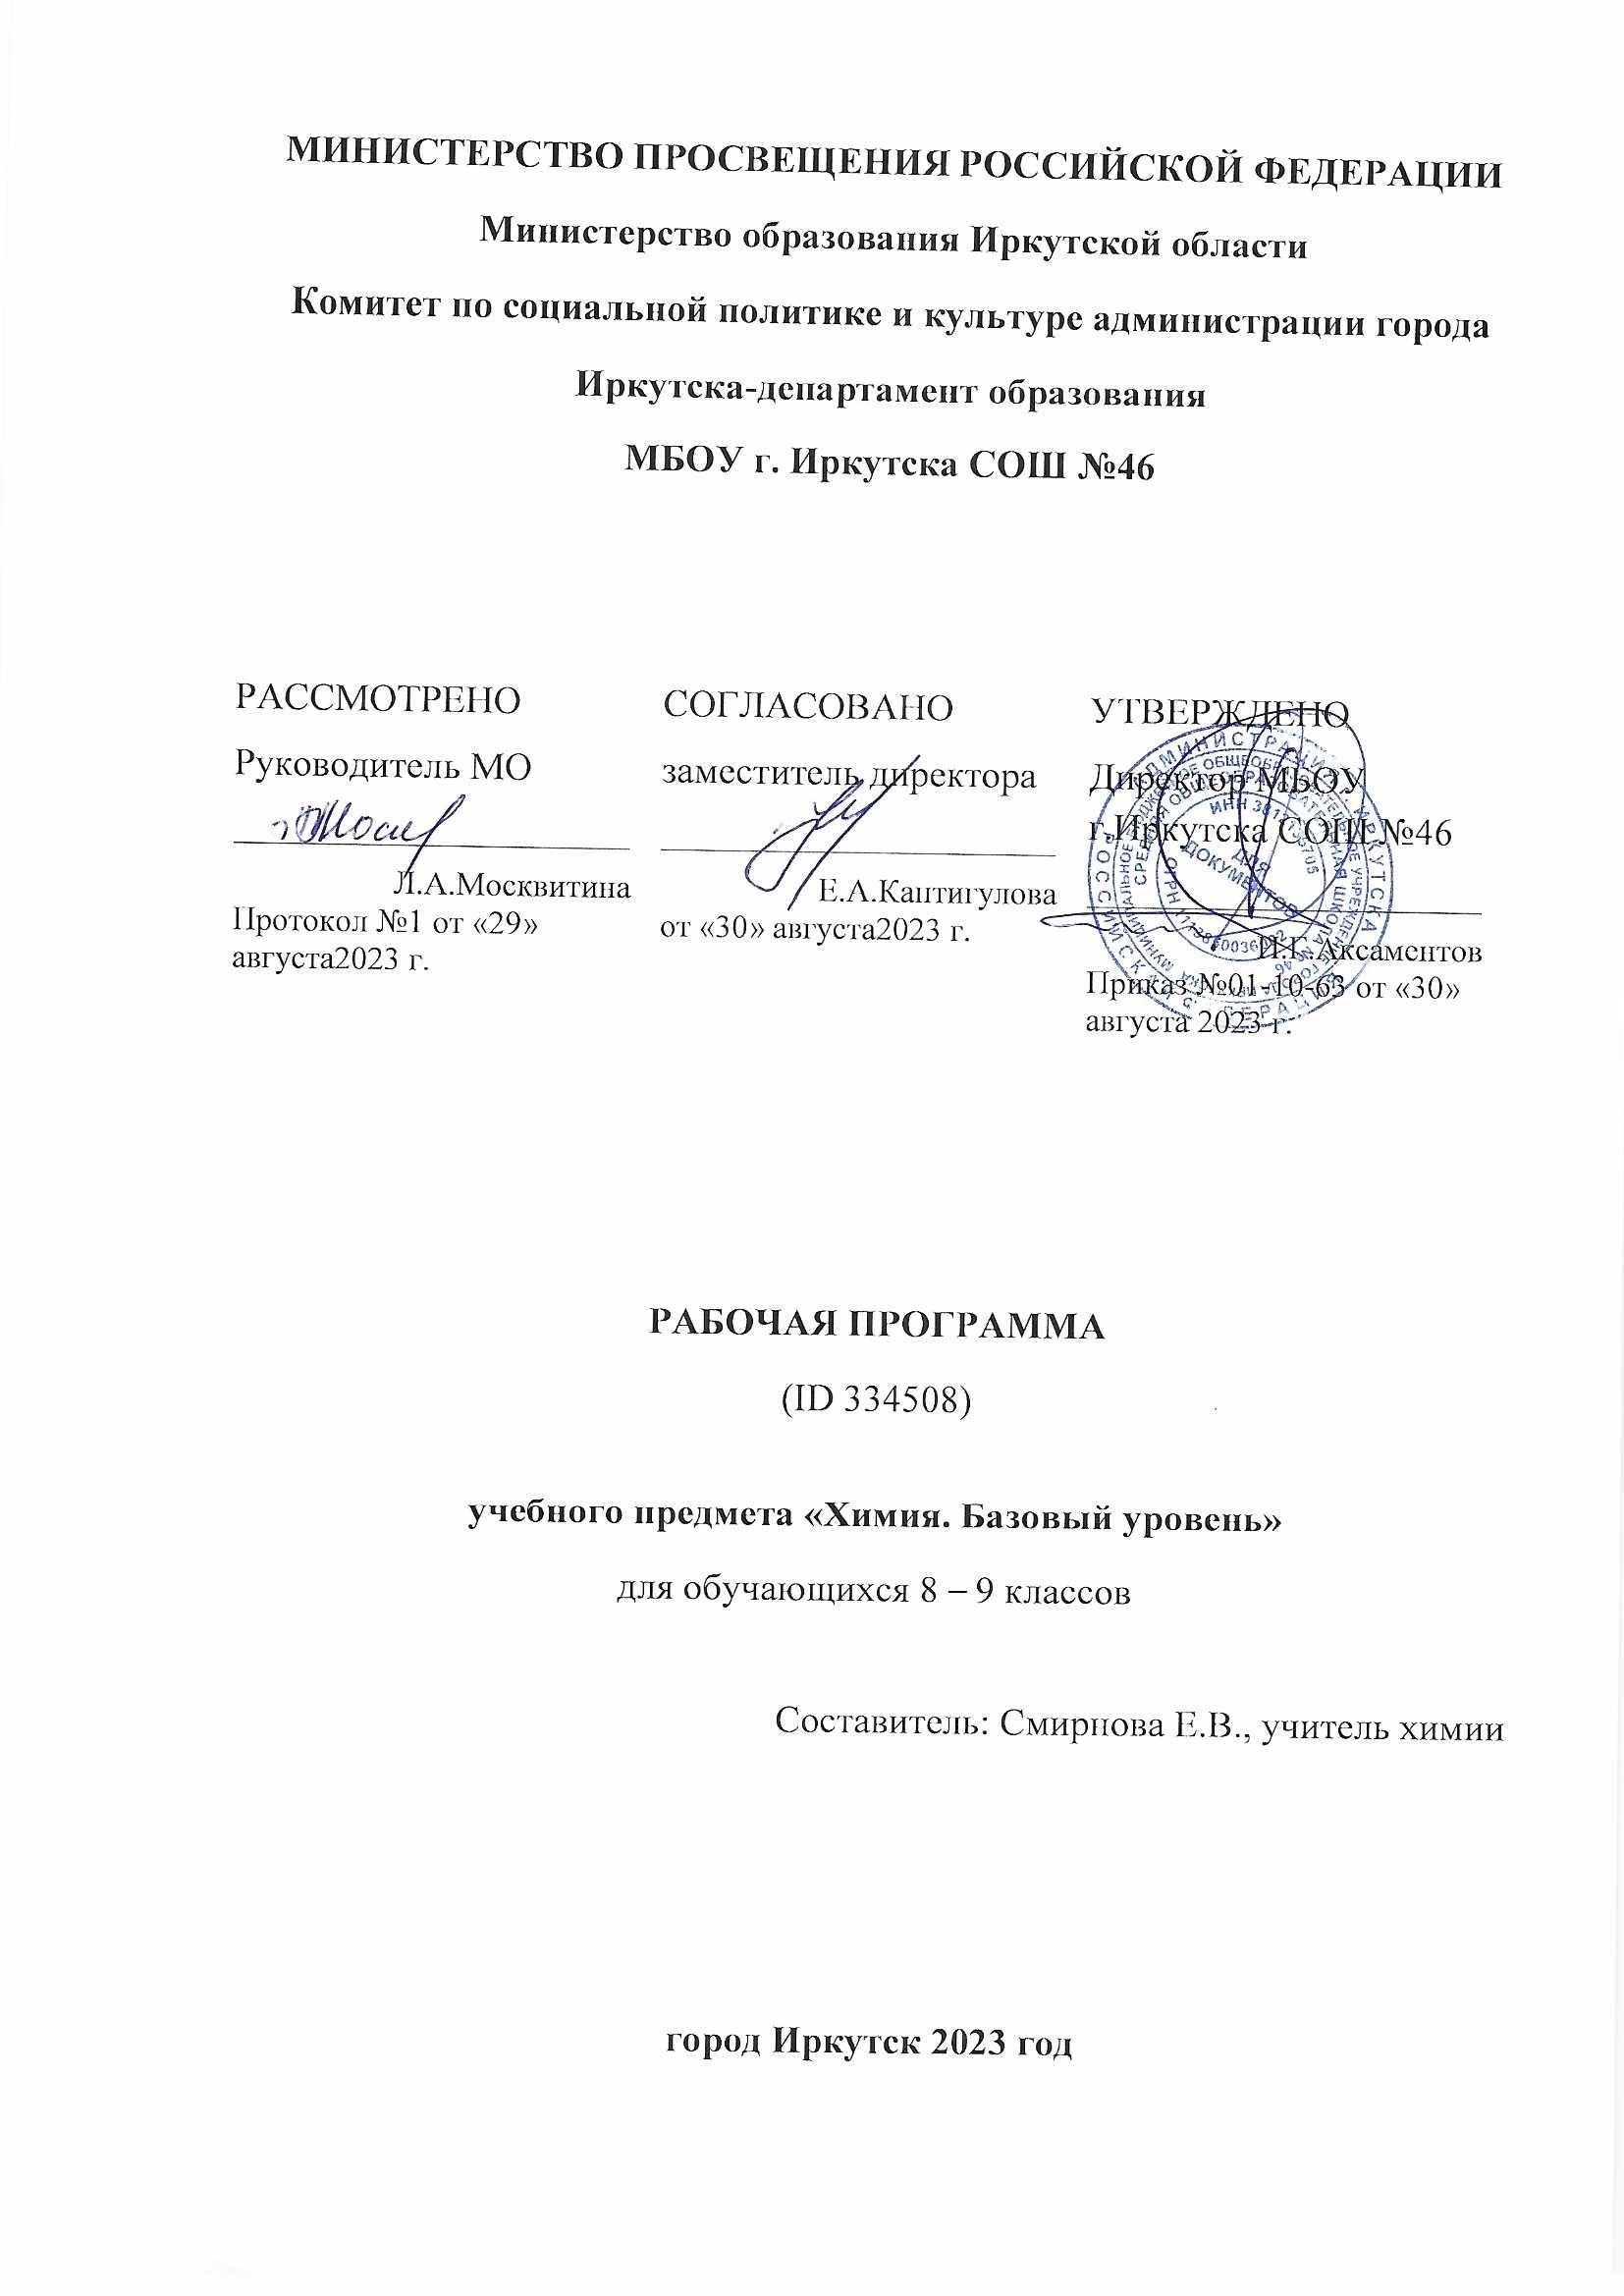 МИНИСТЕРСТВО ПРОСВЕЩЕНИЯ РОССИЙСКОЙ ФЕДЕРАЦИИ
Министерство образования Иркутской области
Комитет по социальной политике и культуре администрации города
Иркутска-департамент образования
МБОУ г. Иркутска СОШ №46
РАССМОТРЕНО
Руководитель МО
Л.А.Москвитина
Протокол №1 от «29»
августа2023 г.
СОГЛАСОВАНО
заместитель директора
Е.А.Кантигулова
от «30» августа2023 г.
УТВЕРЖДЕНО
Директор МБОУ
г.Иркутска СОШ №46
И.Г.Аксаментов
Приказ №01-10-63 от «30»
августа 2023 г.
ДЛЯ
ДОКУМЕНТОВ
РАБОЧАЯ ПРОГРАММА
(ID 334508)
учебного предмета «Химия. Базовый уровень»
для обучающихся 8 – 9 классов
Составитель: Смирнова Е.В., учитель химии
город Иркутск 2023 год